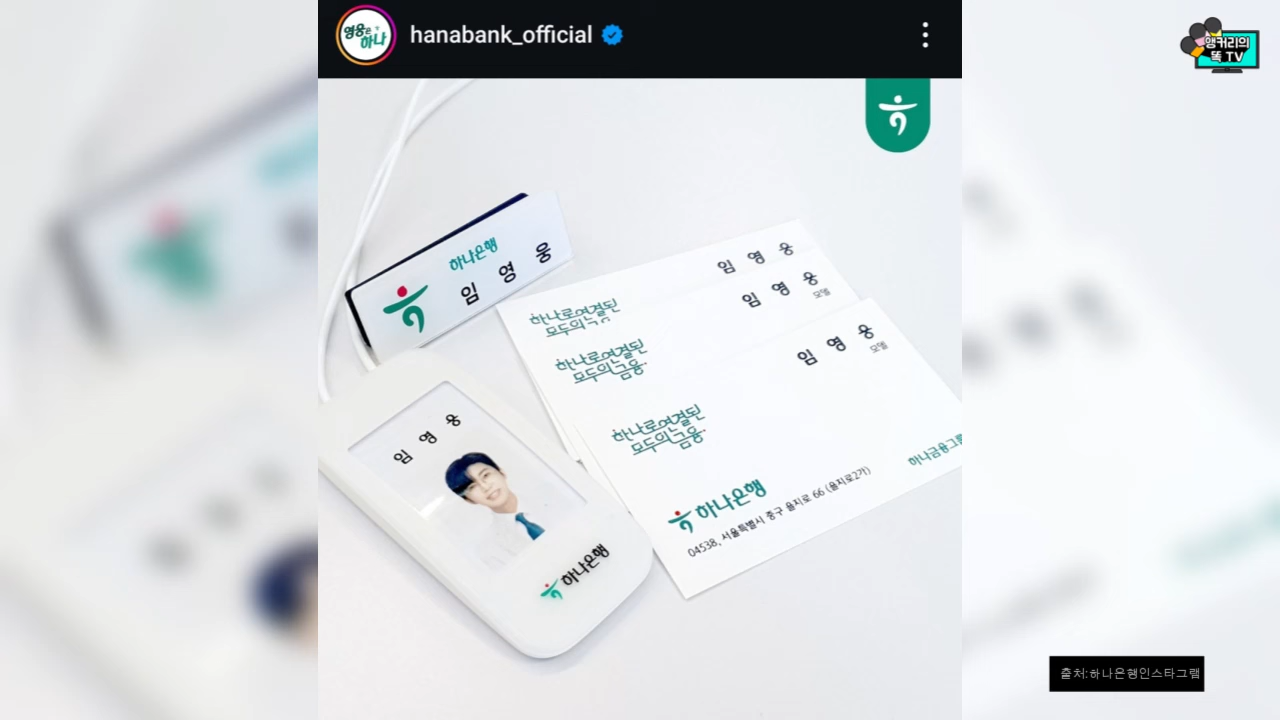 영웅은
하나
hanabank_official
앵커리의
똑 TV
하나은행
임 영 웅
임 영 웅
하나로연결된
모두의
임 영 웅
모델
하나로연결된
모두의금융
임 영 웅
모델
하나로연결된
모두의금융
하나금융그룹
하나은행
04538, 서울특별시 중구 을지로 66 (을지로2가)
임 영 웅
하나은행
출처:하나은행인스타그램